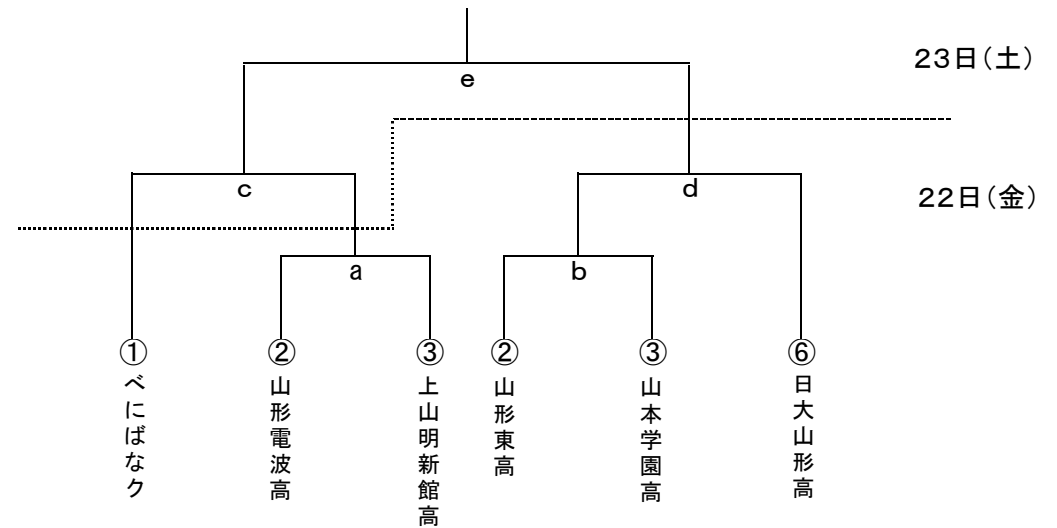 23日(土)
e
c
d
22日(金)
a
b
①
②
③
②
③
⑥
べにばなク
山形電波高
上山明新館高
山形東高
山本学園高
日大山形高